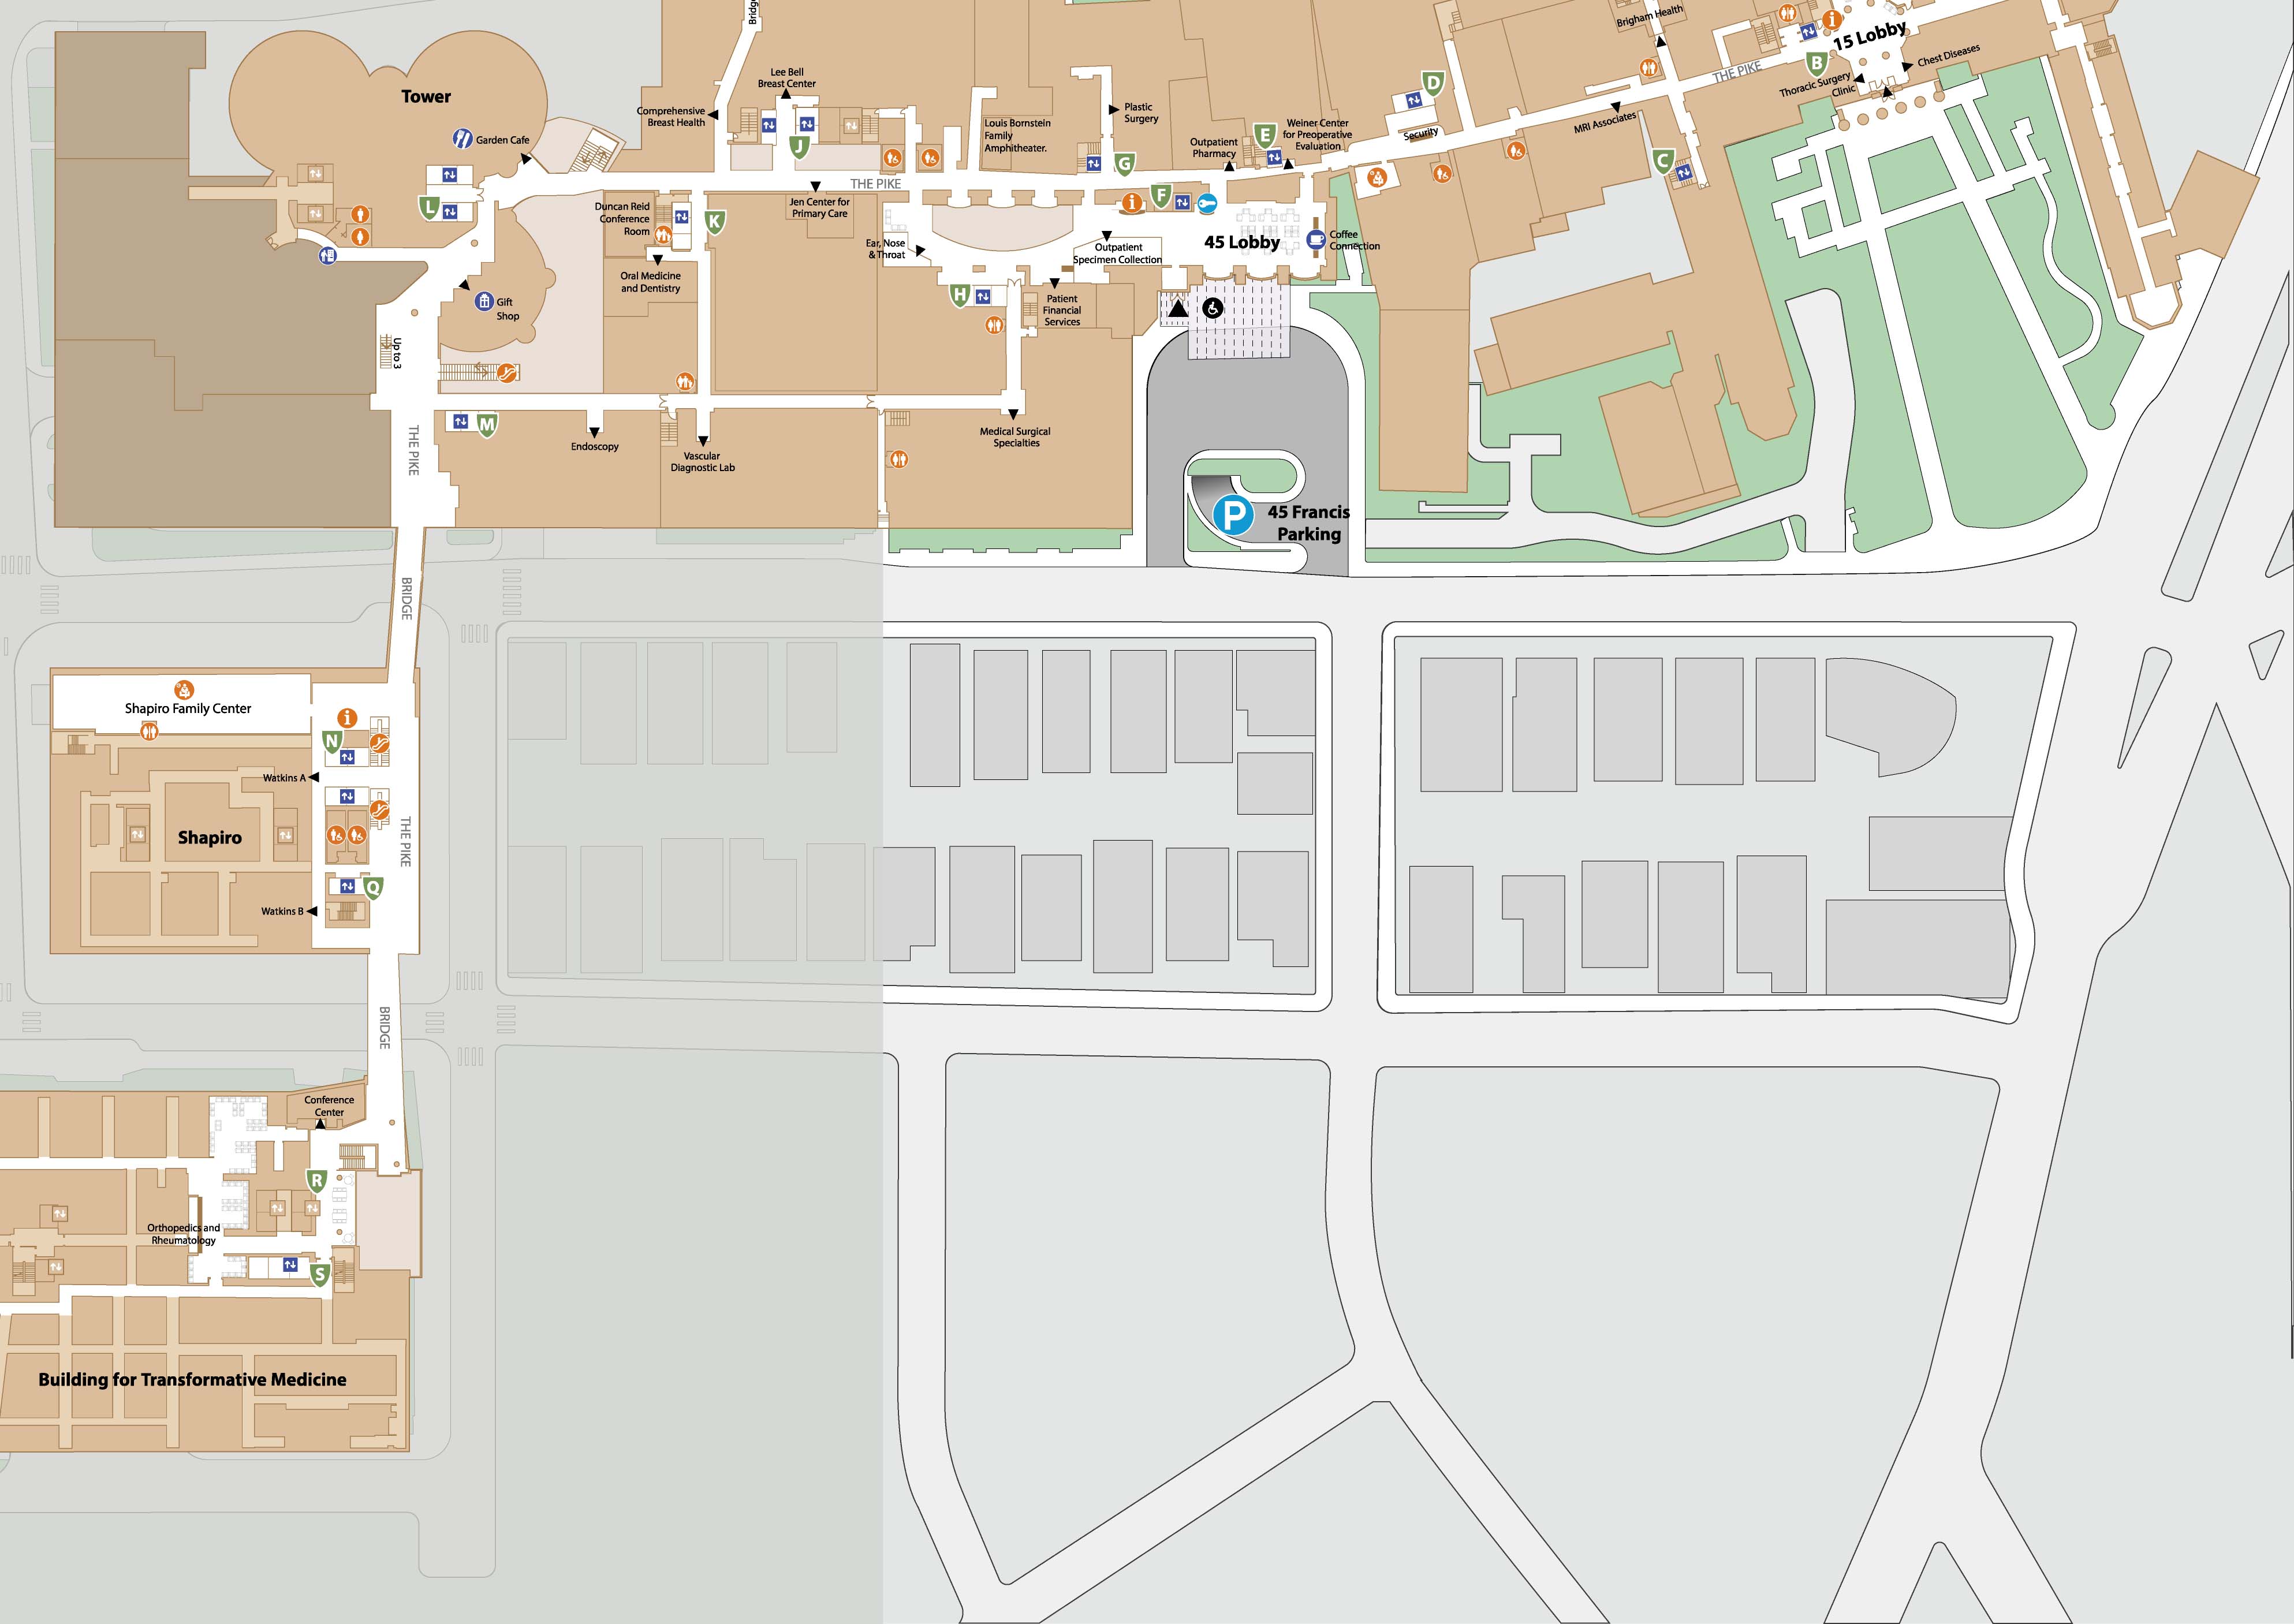 Bridge
Brigham Health
15 Lobby
B
THE PIKE
Chest Diseases
Thoracic Surgery
Clinic
MRI Associates
C
D
Security
Tower
Garden Cafe
Lee Bell
Breast Center
Comprehensive
Breast Health
J
Louis Bornstein
Family
Amphitheater.
Plastic
Surgery
G
Outpatient
Pharmacy
E
Weiner Center
for Preoperative
Evaluation
THE PIKE
L
Duncan Reid
Conference
Room
K
Jen Center for
Primary Care
i
F
45 Lobby
Coffee
Connection
Ear, Nose
& Throat
Outpatient
Specimen Collection
Oral Medicine
and Dentistry
H
Patient
Financial
Services
Gift
Shop
Up to 3
M
THE PIKE
Endoscopy
Vascular
Diagnostic Lab
Medical Surgical
Specialties
P
45 Francis
Parking
BRIDGE
Shapiro Family Center
i
N
Watkins A
Shapiro
THE PIKE
Q
Watkins B
BRIDGE
Conference
Center
R
Orthopedics and
Rheumatology
S
Building for Transformative Medicine
i